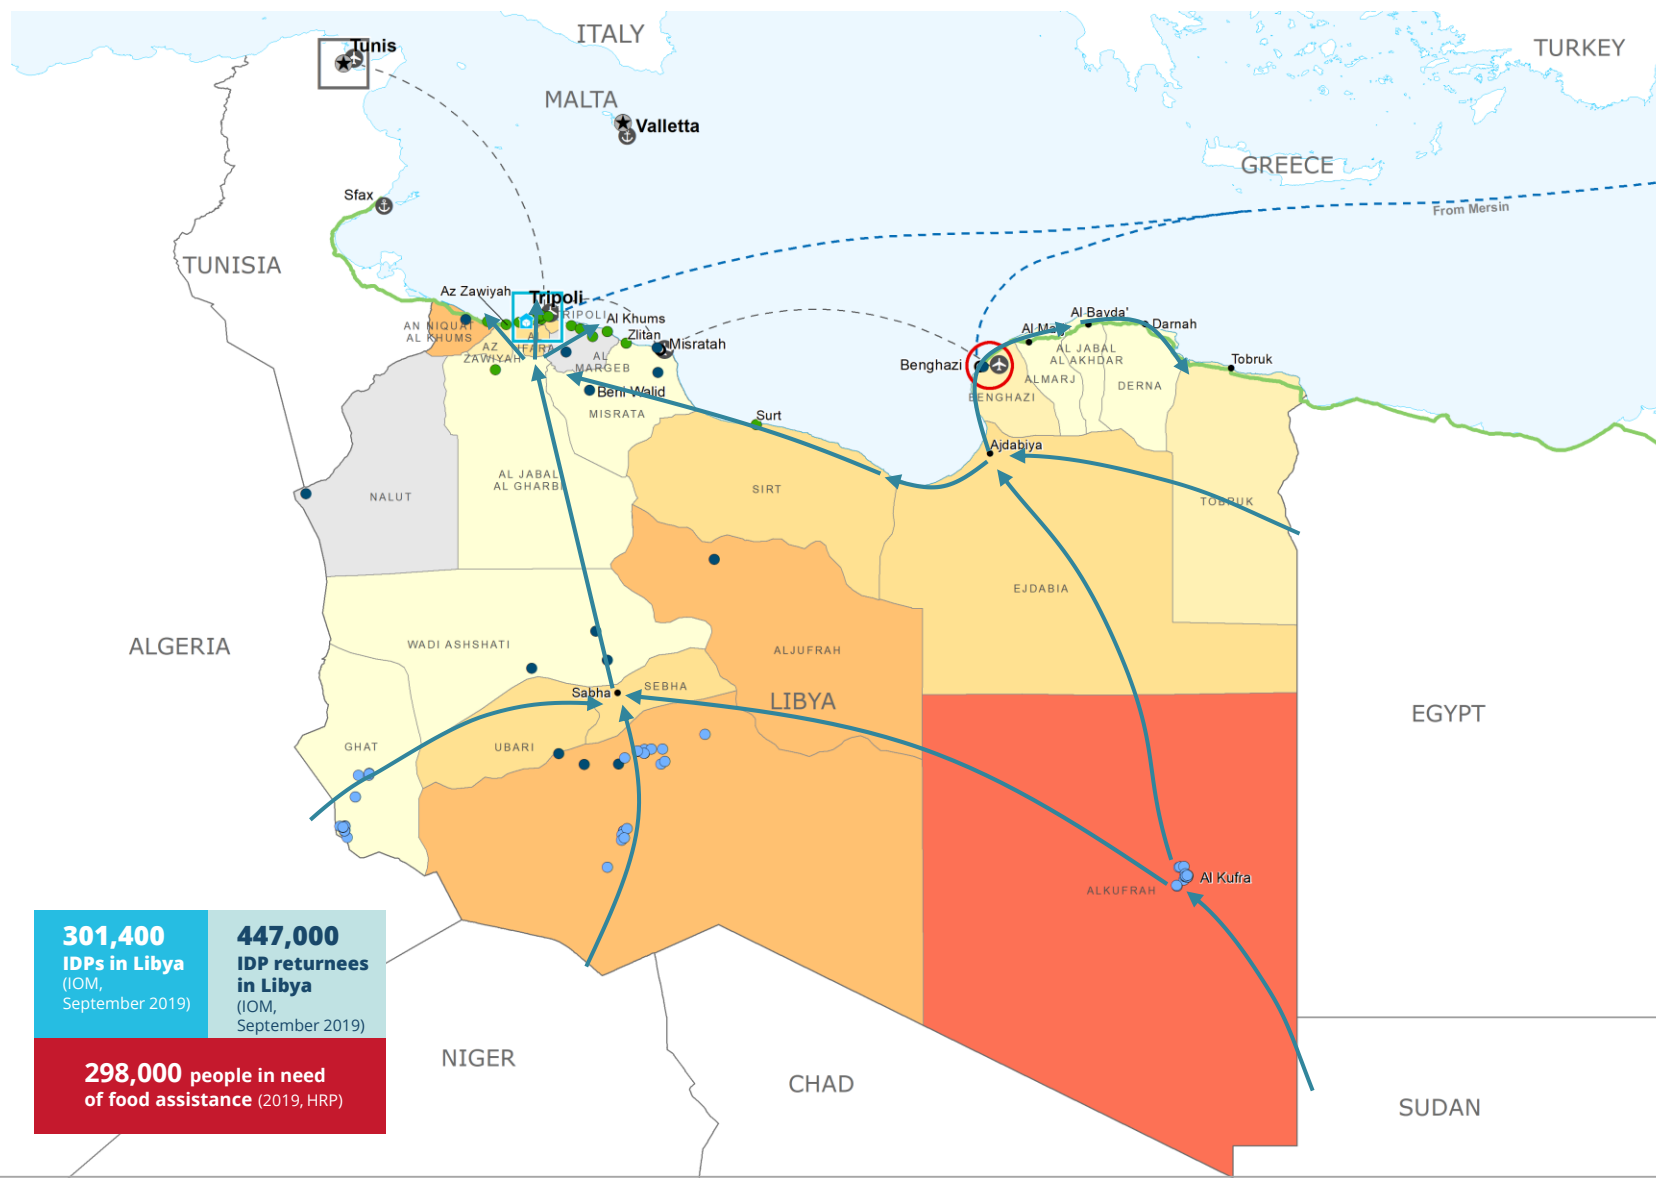 ITALY
TURKEY
Tunis
MALTA
Valletta
GREECE
Sfax
From Mersin
TUNISIA
Az Zawiyah
Tripoli
TRIPOLI
Al Khums
AN NIQUAT
AL KHUMS
Zlitan
Misratah
AZ
ZAWIYAH
AL
MARGEB
Beni Walid
MISRATA
Surt
Al Bayda'
Al Marj
Darnah
AL JABAL
AL AKHDAR
Benghazi
Tobruk
ALMARJ
DERNA
BENGHAZI
Ajdabiya
AL JABAL
AL GHARBI
NALUT
SIRT
TOBRUK
EJDABIA
ALGERIA
WADI ASHSHATI
ALJUFRAH
Sabha
SEBHA
LIBYA
EGYPT
GHAT
UBARI
Al Kufra
ALKUFRAH
301,400
IDPs in Libya
(IOM,
September 2019)
447,000
IDP returnees
in Libya
(IOM,
September 2019)
298,000 people in need
of food assistance (2019, HRP)
NIGER
CHAD
SUDAN